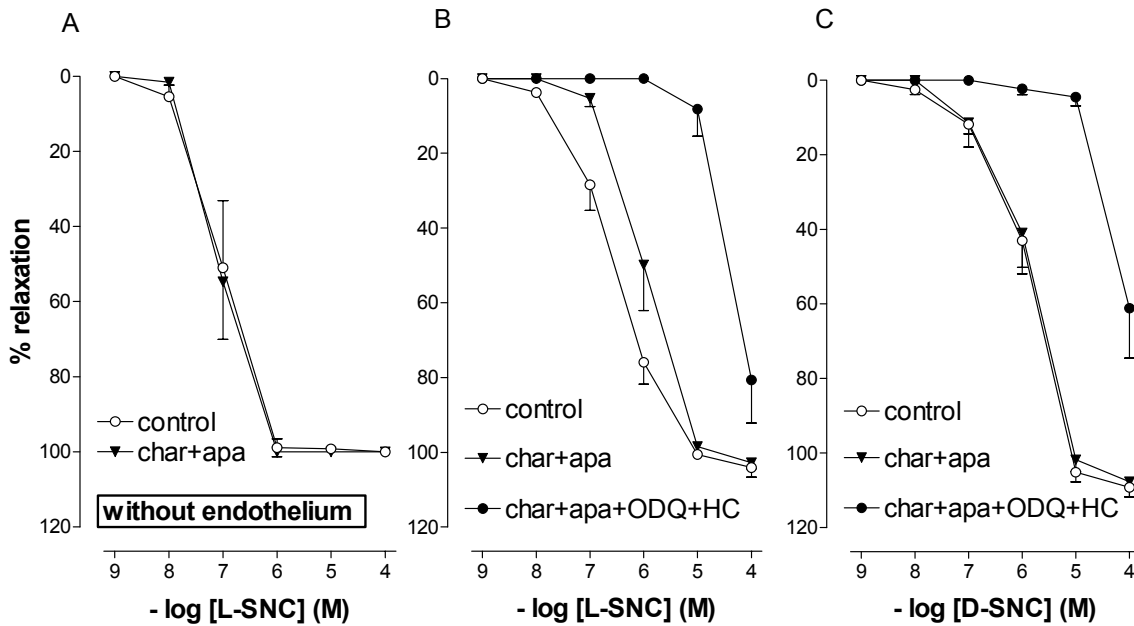 A
0
20
40
60
80
100
120
% relaxation
control
char+apa
without endothelium
9 8 7 6 5 4
- log [L-SNC] (M)
B
0
20
40
60
80
100
120
control
char+apa
char+apa+ODQ+HC
9 8 7 6 5 4
- log [L-SNC] (M)
C
0
20
40
60
80
100
120
control
char+apa
char+apa+ODQ+HC
9 8 7 6 5 4
- log [D-SNC] (M)